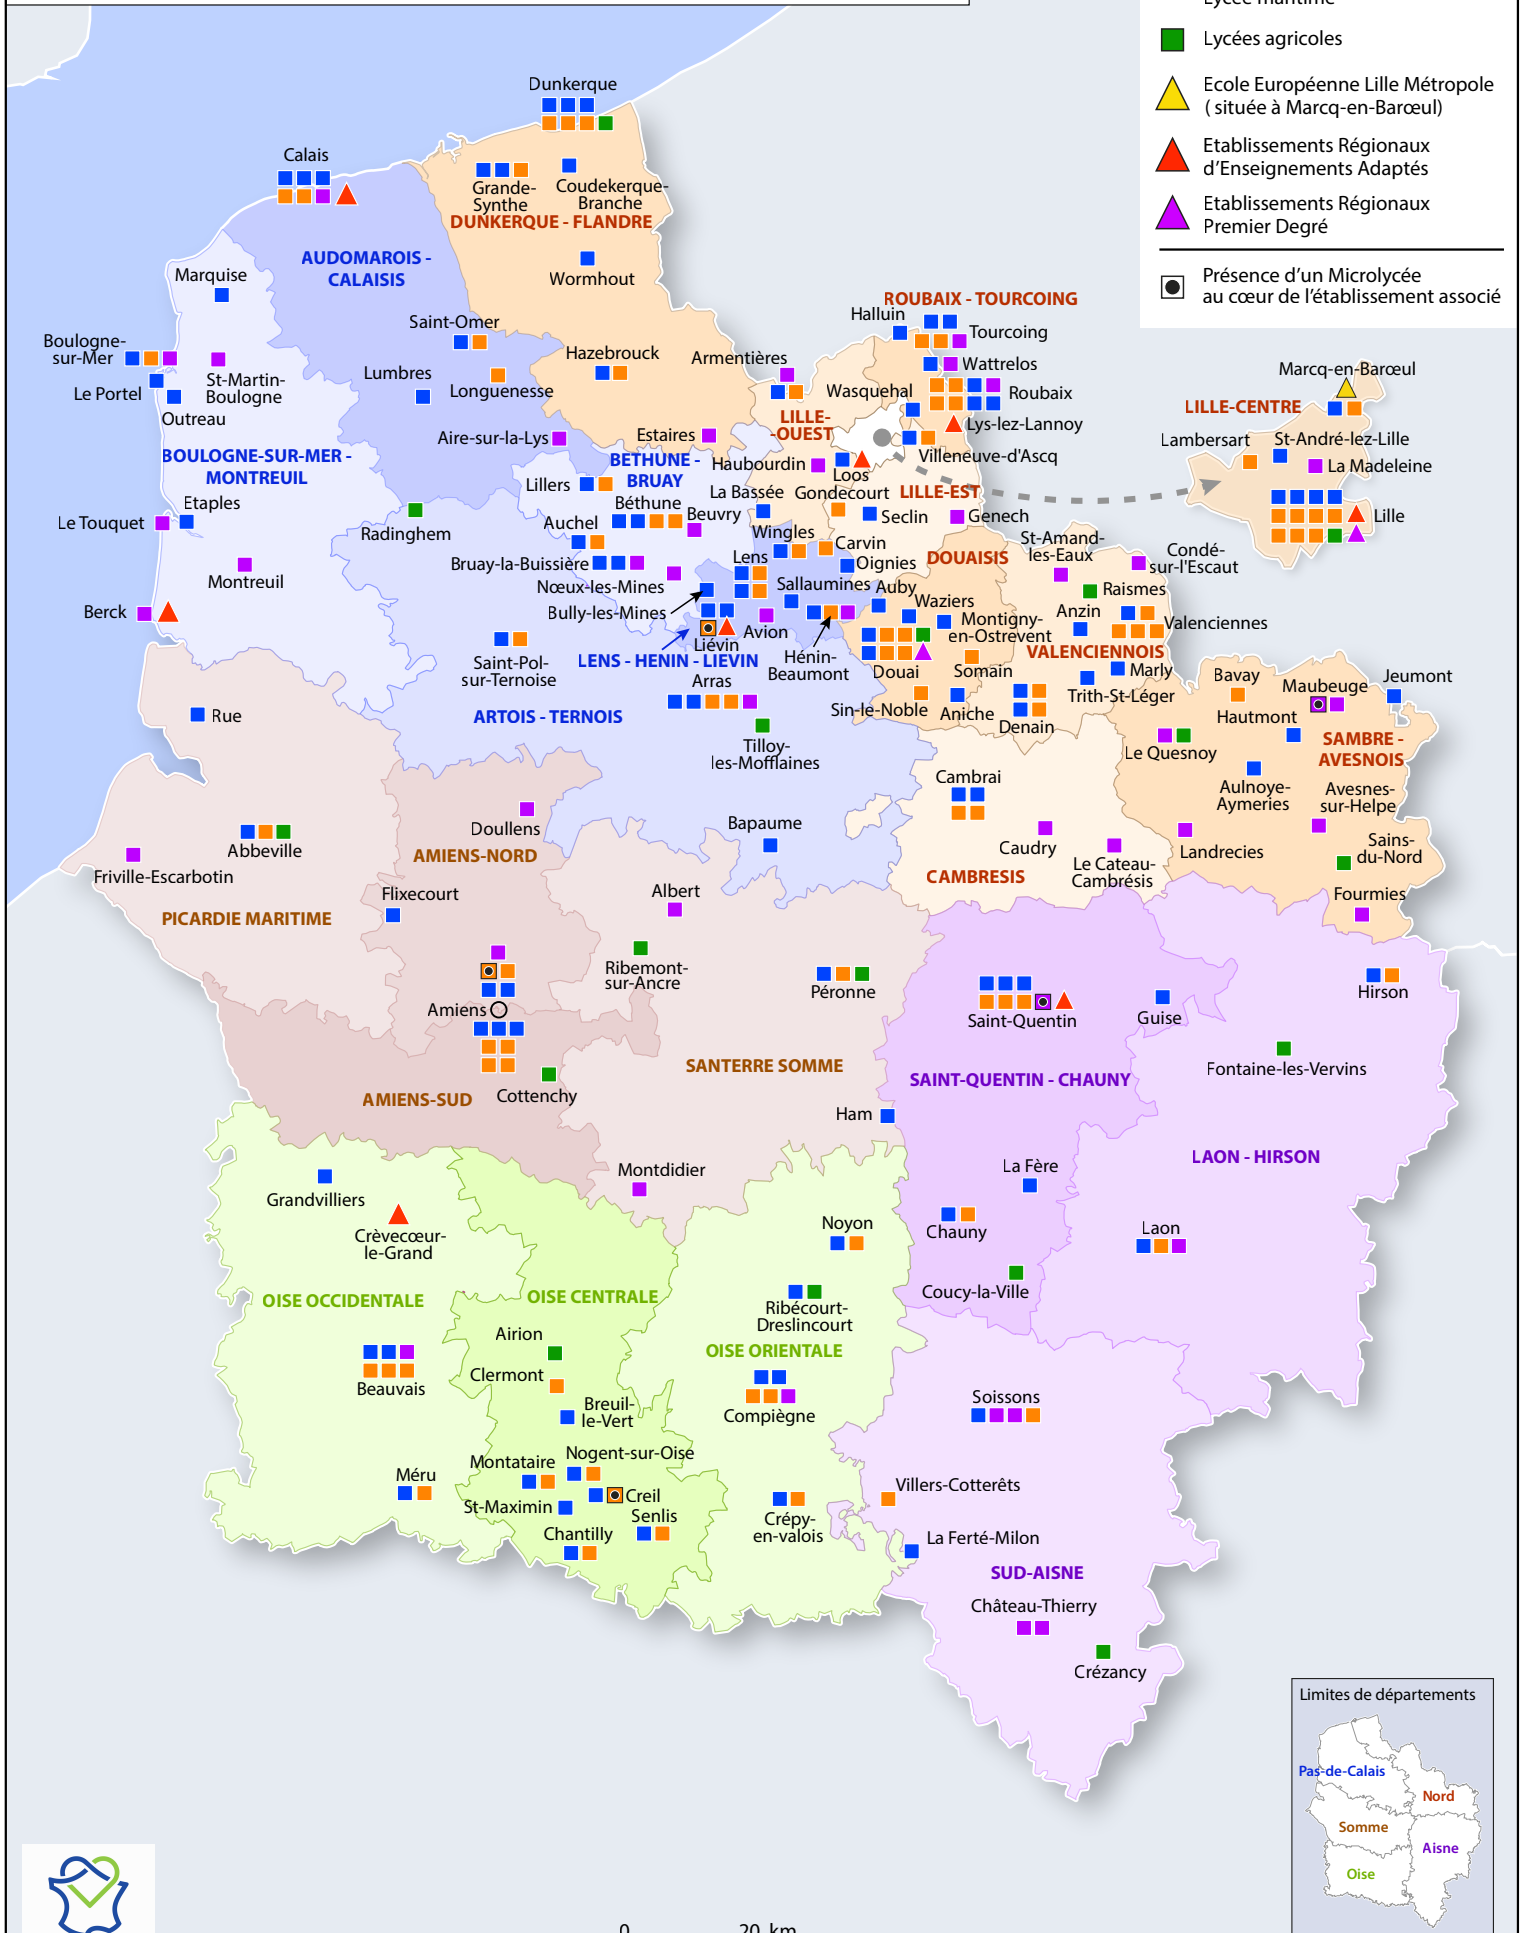 Lycée maritime
Lycées agricoles
Ecole Européenne Lille Métropole
( située à Marcq-en-Barœul)
Etablissements Régionaux
d'Enseignements Adaptés
Etablissements Régionaux
Premier Degré
Présence d'un Microlycée
au cœur de l'établissement associé
Dunkerque
Calais
Grande-
Synthe
Coudekerque-
Branche
DUNKERQUE - FLANDRE
AUDOMAROIS -
CALAISIS
Marquise
Wormhout
ROUBAIX - TOURCOING
Halluin
Saint-Omer
Tourcoing
Boulogne-
sur-Mer
Hazebrouck
Armentières
Wattrelos
Marcq-en-Barœul
Lumbres
St-Martin-
Boulogne
Longuenesse
Wasquehal
Roubaix
Le Portel
Outreau
LILLE-
-OUEST
LILLE-CENTRE
Lys-lez-Lannoy
Aire-sur-la-Lys
Estaires
Lambersart
St-André-lez-Lille
BOULOGNE-SUR-MER -
MONTREUIL
BETHUNE -
BRUAY
Haubourdin
Loos
Villeneuve-d'Ascq
La Madeleine
Lillers
La Bassée
Gondecourt
LILLE-EST
Etaples
Béthune
Beuvry
Seclin
Genech
Lille
Le Touquet
Radinghem
Auchel
Wingles
Carvin
St-Amand-
les-Eaux
Condé-
sur-l'Escaut
Bruay-la-Buissière
Lens
Oignies
DOUAISIS
Montreuil
Nœux-les-Mines
Sallaumines
Auby
Raismes
Berck
Bully-les-Mines
Waziers
Anzin
Avion
Montigny-
en-Ostrevent
Valenciennes
Liévin
LENS - HENIN - LIEVIN
Hénin-
Beaumont
VALENCIENNOIS
Saint-Pol-
sur-Ternoise
Douai
Somain
Marly
Arras
Bavay
Maubeuge
Jeumont
Rue
ARTOIS - TERNOIS
Sin-le-Noble
Aniche
Denain
Trith-St-Léger
Hautmont
Tilloy-
les-Mofflaines
Le Quesnoy
SAMBRE -
AVESNOIS
Cambrai
Aulnoye-
Aymeries
Avesnes-
sur-Helpe
Doullens
Bapaume
Abbeville
AMIENS-NORD
Caudry
Le Cateau-
Cambrésis
Landrecies
Sains-
du-Nord
Friville-Escarbotin
CAMBRESIS
Flixecourt
Albert
Fourmies
PICARDIE MARITIME
Ribemont-
sur-Ancre
Péronne
Hirson
Amiens
Saint-Quentin
Guise
SANTERRE SOMME
Fontaine-les-Vervins
SAINT-QUENTIN - CHAUNY
AMIENS-SUD
Cottenchy
Ham
LAON - HIRSON
Montdidier
La Fère
Grandvilliers
Crèvecœur-
le-Grand
Noyon
Chauny
Laon
OISE OCCIDENTALE
OISE CENTRALE
Coucy-la-Ville
Ribécourt-
Dreslincourt
Airion
OISE ORIENTALE
Clermont
Beauvais
Breuil-
le-Vert
Compiègne
Soissons
Nogent-sur-Oise
Montataire
Méru
Creil
Villers-Cotterêts
St-Maximin
Senlis
Crépy-
en-valois
Chantilly
La Ferté-Milon
SUD-AISNE
Château-Thierry
Crézancy
Limites de départements
Pas-de-Calais
Nord
Somme
Aisne
Oise
0
20 km